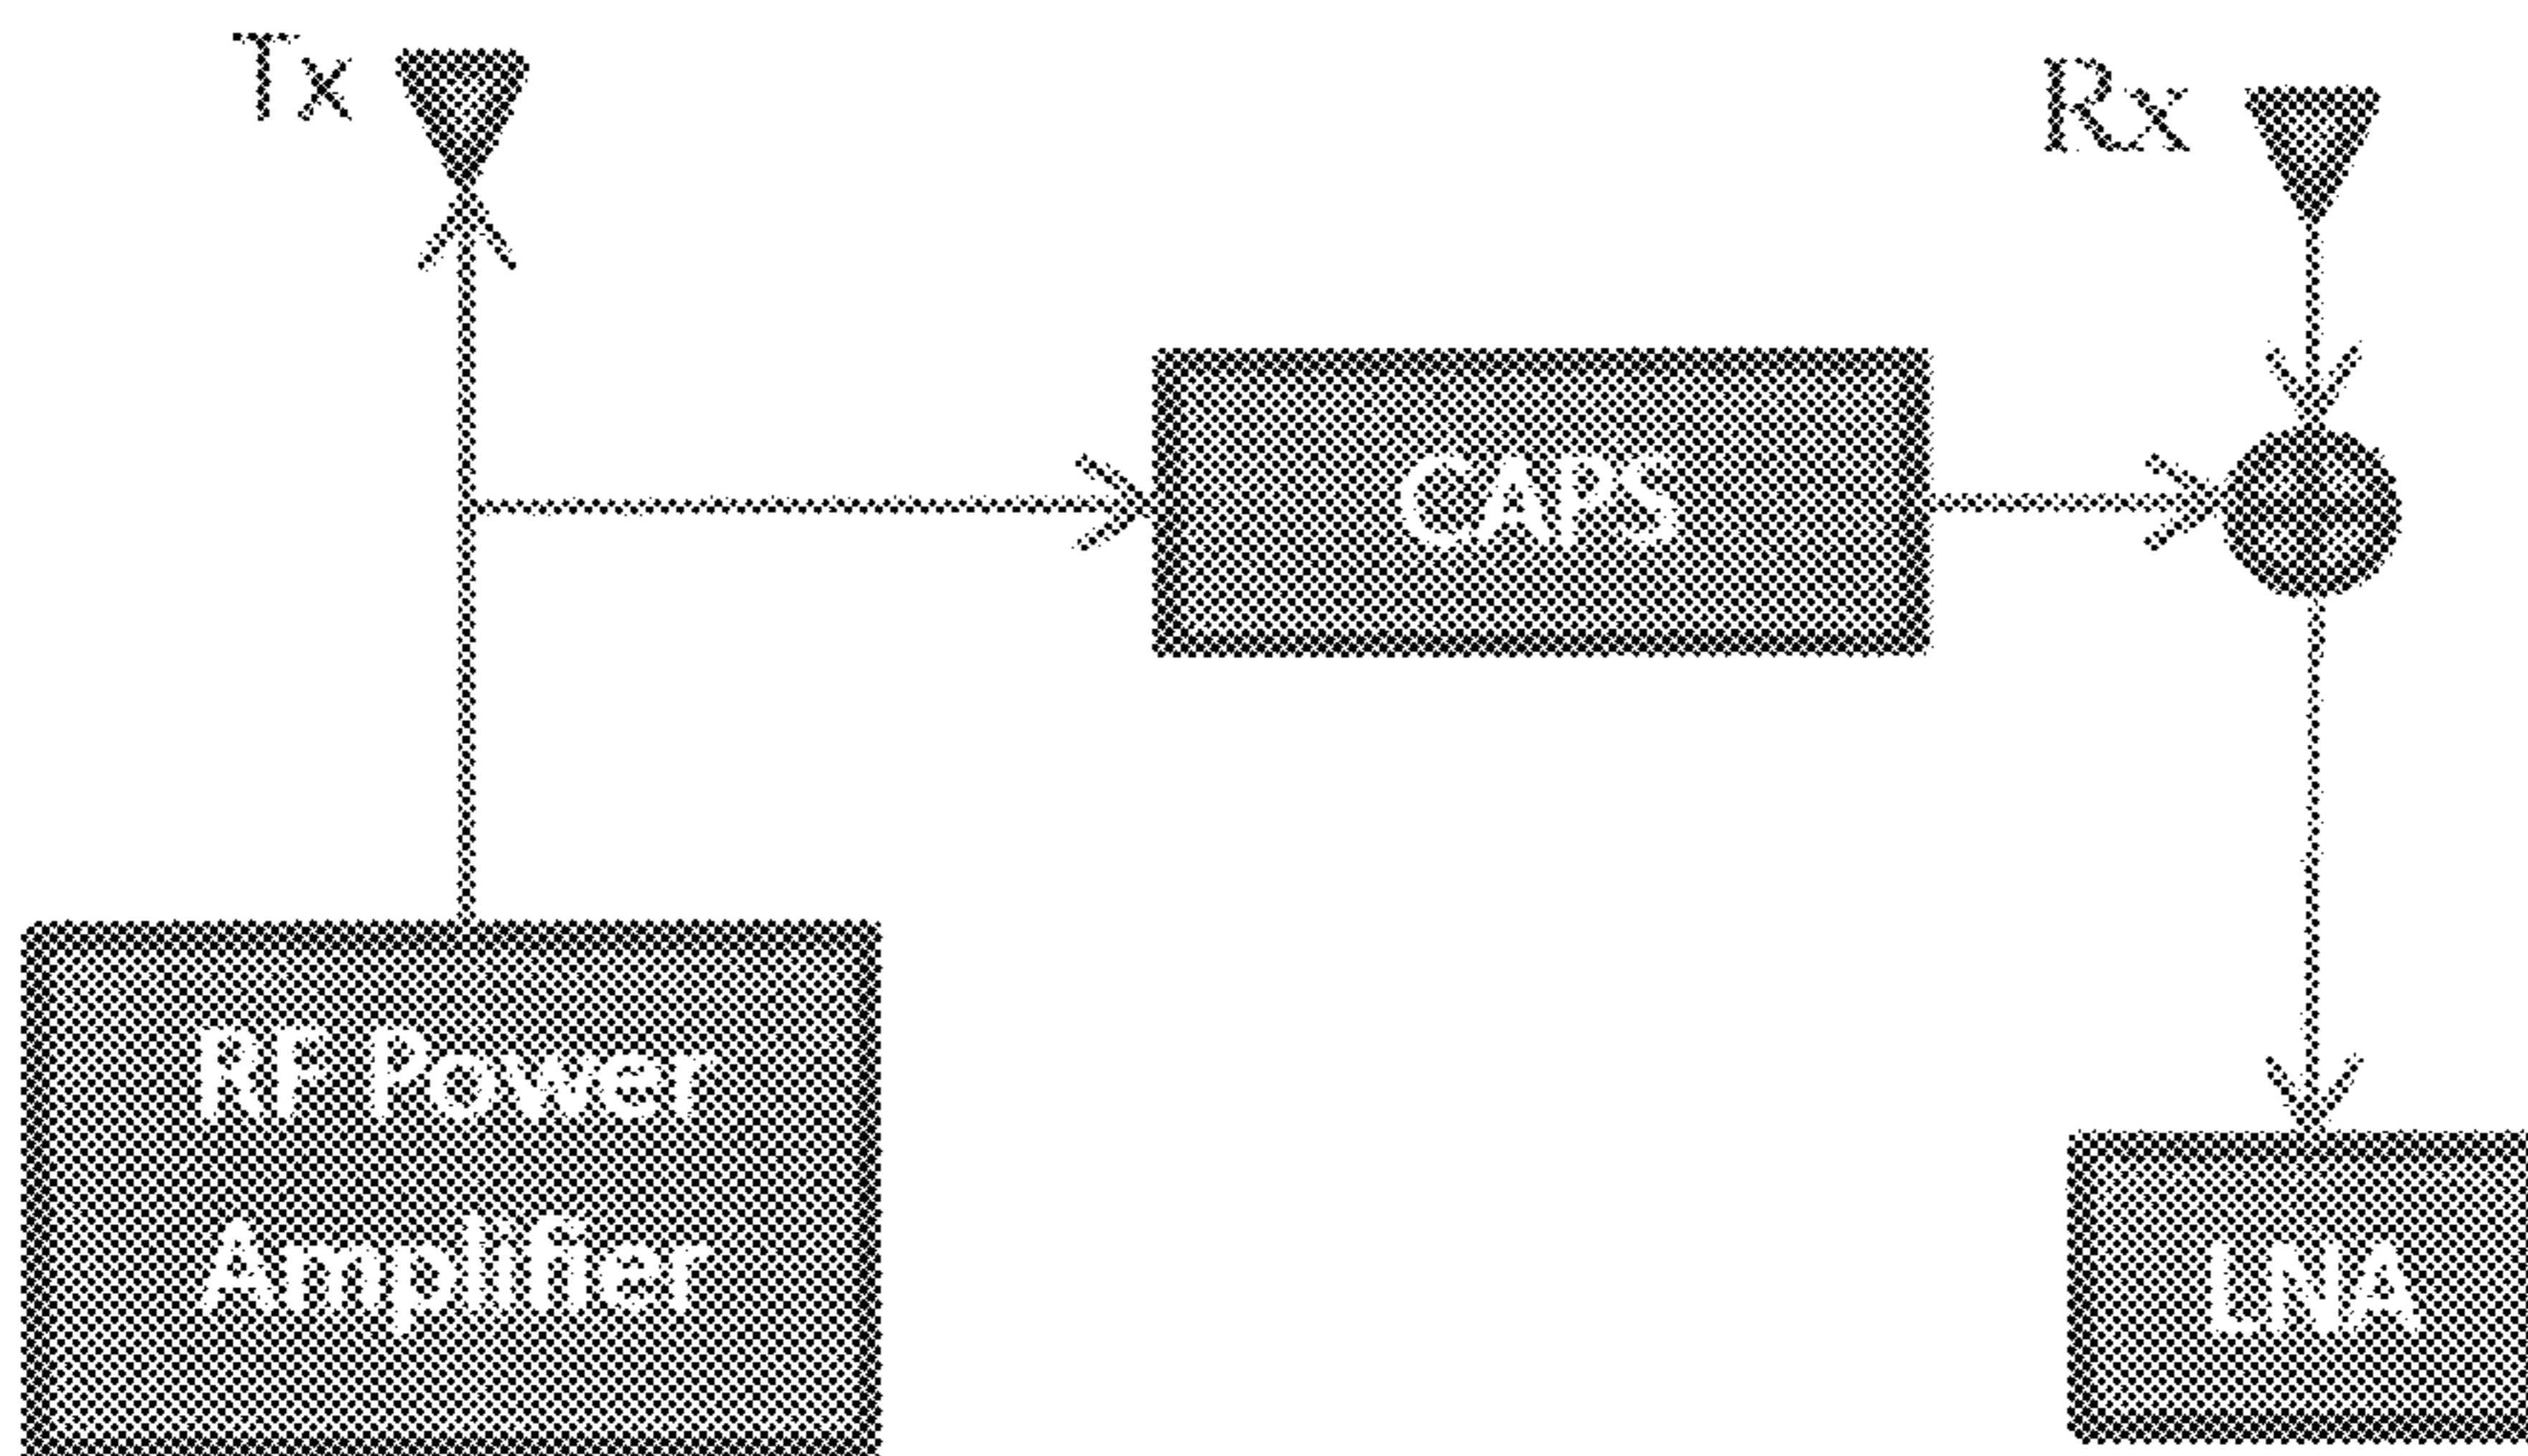 Tx
Rx
CAPS
RF Power
Amplifier
LNA